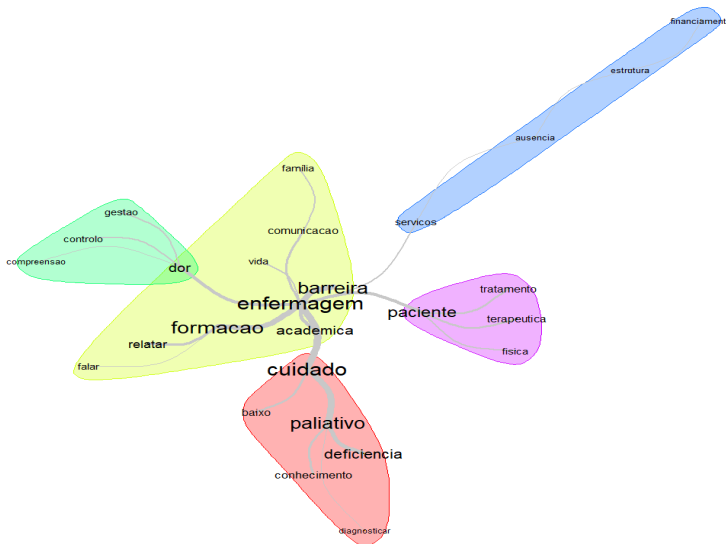 financiament
estrutura
ausencia
familia
gestao
servicos
comunicacao
controlo
compreensao
vida
dor
barreira
tratamento
enfermagem
paciente
terapeutica
formacao
academica
relatar
fisica
falar
cuidado
baixo
paliativo
deficiencia
conhecimento
diagnosticar